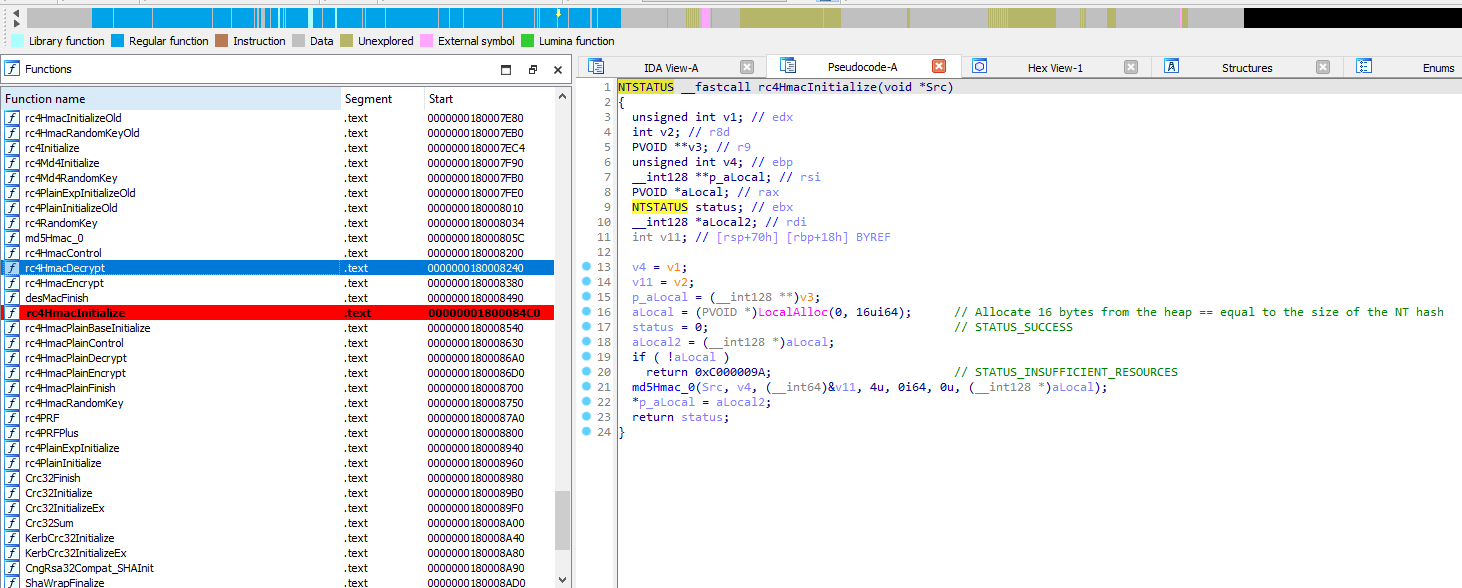 Library function Regular function Instruction Data Unexplored External symbol Lumina function
Functions
Function name Segment Start
rc4HmacInitializeOld .text 0000000180007E80
rc4HmacRandomKeyOld .text 0000000180007EB0
rc4Initialize .text 0000000180007EC4
rc4Md4Initialize .text 0000000180007F90
rc4Md4RandomKey .text 0000000180007FB0
rc4PlainExpInitializeOld .text 0000000180007FE0
rc4PlainInitializeOld .text 0000000180008010
rc4RandomKey .text 0000000180008034
md5Hmac_0 .text 000000018000805C
rc4HmacControl .text 0000000180008200
rc4HmacDecrypt .text 0000000180008240
rc4HmacEncrypt .text 0000000180008380
desMacFinish .text 0000000180008490
rc4HmacInitialize .text 00000001800084C0
rc4HmacPlainBaseInitialize .text 0000000180008540
rc4HmacPlainControl .text 0000000180008630
rc4HmacPlainDecrypt .text 00000001800086A0
rc4HmacPlainEncrypt .text 00000001800086D0
rc4HmacPlainFinish .text 0000000180008700
rc4HmacRandomKey .text 0000000180008750
rc4PRF .text 00000001800087A0
rc4PRFPlus .text 0000000180008800
rc4PlainExpInitialize .text 0000000180008940
rc4PlainInitialize .text 0000000180008960
Crc32Finish .text 0000000180008980
Crc32Initialize .text 00000001800089B0
Crc32InitializeEx .text 00000001800089F0
Crc32Sum .text 0000000180008A00
KerbCrc32Initialize .text 0000000180008A40
KerbCrc32InitializeEx .text 0000000180008A80
CngRsa32Compat_SHAInit .text 0000000180008A90
ShaWrapFinalize .text 0000000180008AD0
IDA View-A Pseudocode-A Hex View-1 Structures Enums
1 NTSTATUS __fastcall rc4HmacInitialize(void *Src)
2 {
3 unsigned int v1; // edx
4 int v2; // r8d
5 PVOID **v3; // r9
6 unsigned int v4; // ebp
7 __int128 **p_aLocal; // rsi
8 PVOID *aLocal; // rax
9 NTSTATUS status; // ebx
10 __int128 *aLocal2; // rdi
11 int v11; // [rsp+70h] [rbp+18h] BYREF
12
13 v4 = v1;
14 v11 = v2;
15 p_aLocal = (__int128 **)v3;
16 aLocal = (PVOID *)LocalAlloc(0, 16ui64); // Allocate 16 bytes from the heap == equal to the size of the NT hash
17 status = 0; // STATUS_SUCCESS
18 aLocal2 = (__int128 *)aLocal;
19 if ( !aLocal )
20 return 0xC000009A; // STATUS_INSUFFICIENT_RESOURCES
21 md5Hmac_0(Src, v4, (__int64)&v11, 4u, 0i64, 0u, (__int128 *)aLocal);
22 *p_aLocal = aLocal2;
23 return status;
24 }